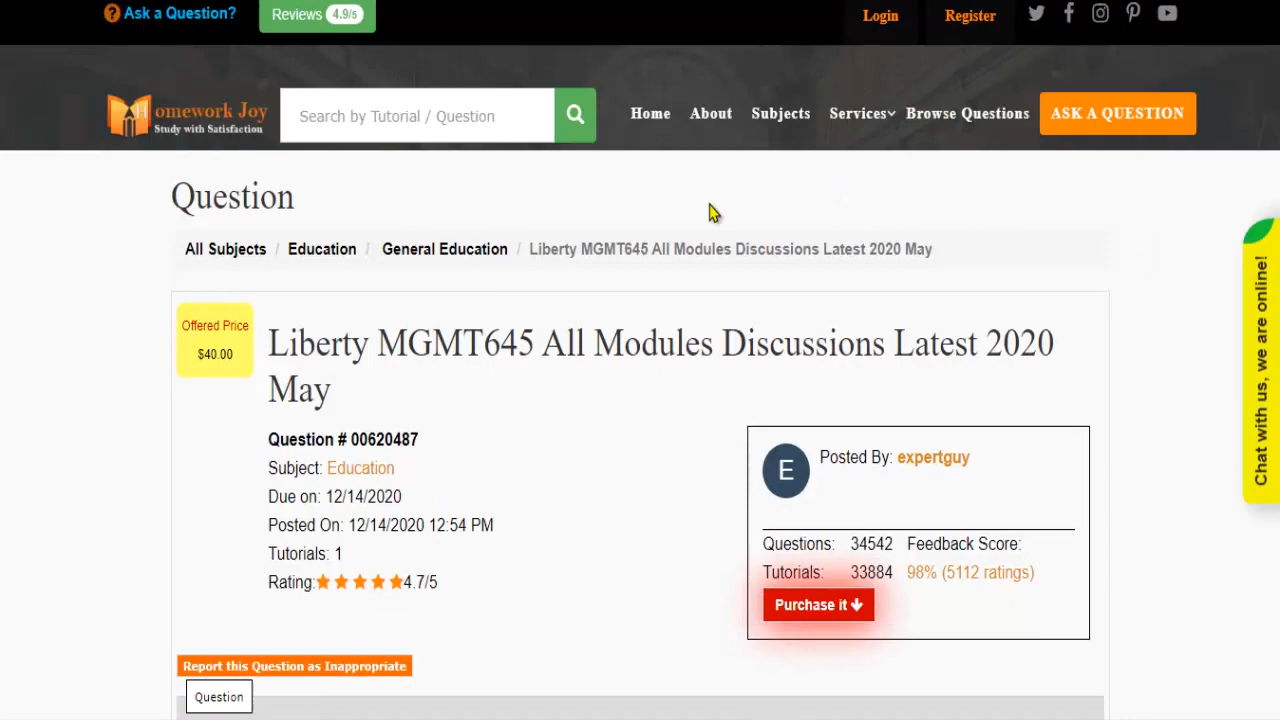 Ask a Question?
Reviews 4.9/5
Login
Register
Homework Joy
Study with Satisfaction
Search by Tutorial / Question
Home
About
Subjects
Services
Browse Questions
ASK A QUESTION
Question
All Subjects / Education / General Education / Liberty MGMT645 All Modules Discussions Latest 2020 May
Offered Price
$40.00
Liberty MGMT645 All Modules Discussions Latest 2020
May
Question # 00620487
Subject: Education
Due on: 12/14/2020
Posted On: 12/14/2020 12:54 PM
Tutorials: 1
Rating: 4.7/5
E
Posted By: expertguy
Questions: 34542 Feedback Score:
Tutorials: 33884 98% (5112 ratings)
Purchase it
Report this Question as Inappropriate
Question
Chat with us, we are online!